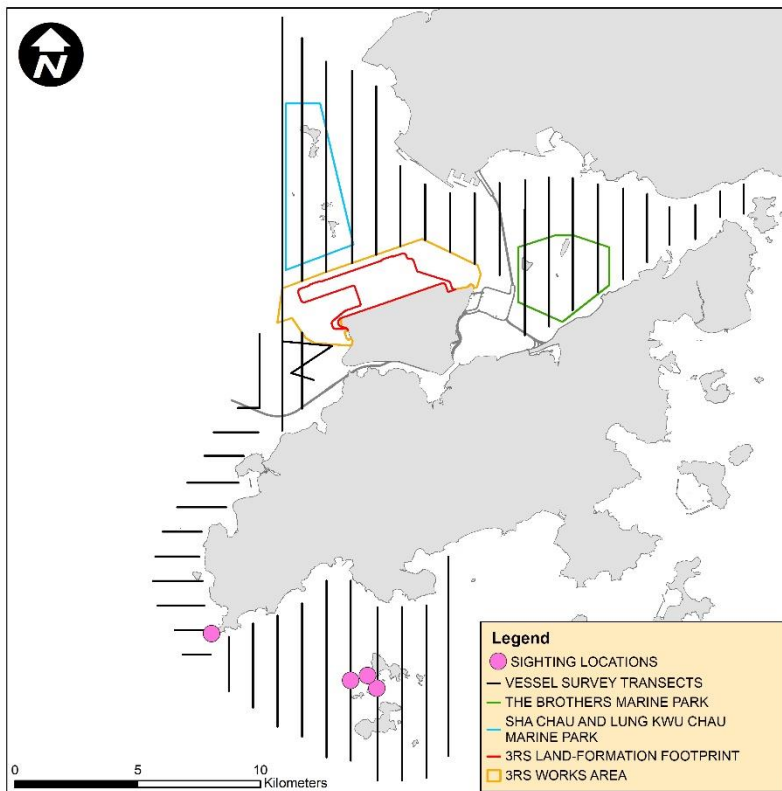 N
Legend
SIGHTING LOCATIONS
VESSEL SURVEY TRANSECTS
THE BROTHERS MARINE PARK
SHA CHAU AND LUNG KWU CHAU
MARINE PARK
3RS LAND-FORMATION FOOTPRINT
3RS WORKS AREA
0 5 10
Kilometers